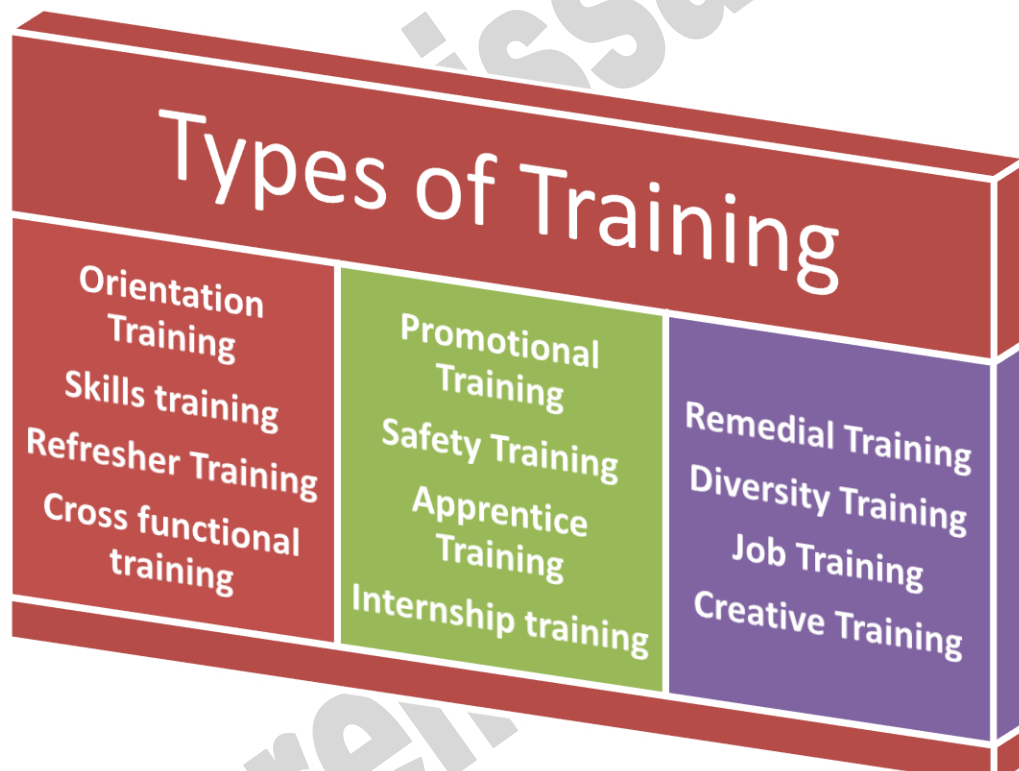 Types of Training
Orientation
Training
Skills training
Refresher Training
Cross functional
training
Promotional
Training
Safety Training
Apprentice
Training
Internship training
Remedial Training
Diversity Training
Job Training
Creative Training